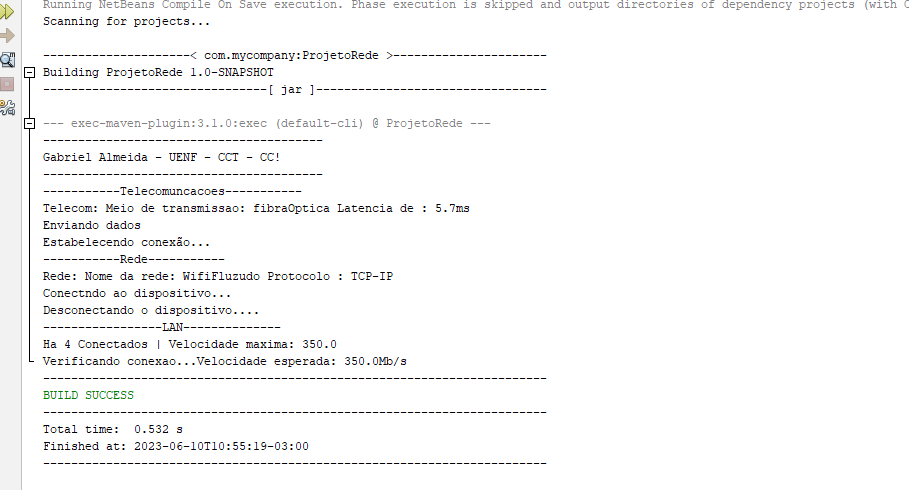 Running NetBeans Compile On Save execution. Phase execution is skipped and output directories of dependency projects (with
Scanning for projects...
---------------------< com.mycompany:ProjetoRede >----------------------
Building ProjetoRede 1.0-SNAPSHOT
--------------------------------[ jar ]---------------------------------
--- exec-maven-plugin:3.1.0:exec (default-cli) @ ProjetoRede ---
----------------------------------------
Gabriel Almeida - UENF - CCT - CC!
----------------------------------------
-----------Telecomuncacoes-----------
Telecom: Meio de transmissao: fibraOptica Latencia de : 5.7ms
Enviando dados
Estabelecendo conexão...
-----------Rede-----------
Rede: Nome da rede: WifiFluzudo Protocolo : TCP-IP
Conectndo ao dispositivo...
Desconectando o dispositivo....
-----------------LAN--------------
Ha 4 Conectados | Velocidade maxima: 350.0
Verificando conexao...Velocidade esperada: 350.0Mb/s
------------------------------------------------------------------------
BUILD SUCCESS
------------------------------------------------------------------------
Total time:  0.532 s
Finished at: 2023-06-10T10:55:19-03:00
------------------------------------------------------------------------